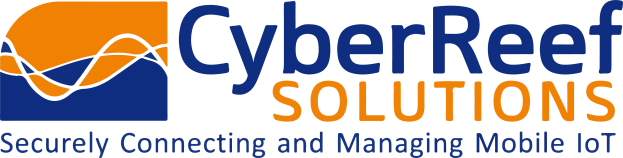 CyberReef
SOLUTIONS
Securely Connecting and Managing Mobile IoT